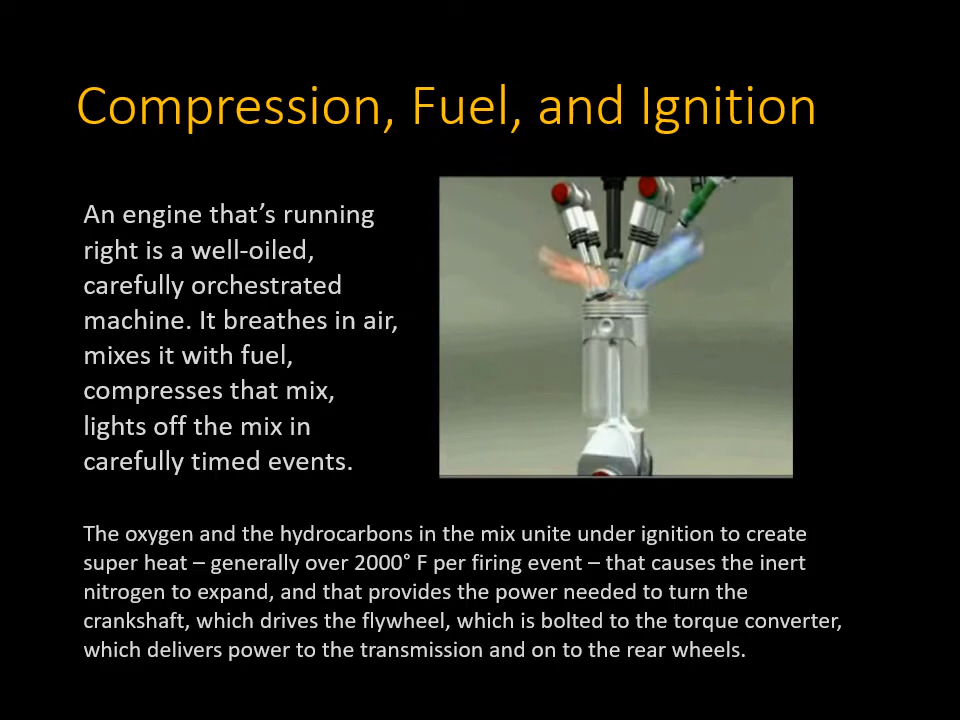 Compression, Fuel, and Ignition
An engine that’s running
right is a well-oiled,
carefully orchestrated
machine. It breathes in air,
mixes it with fuel,
compresses that mix,
lights off the mix in
carefully timed events.
The oxygen and the hydrocarbons in the mix unite under ignition to create
super heat – generally over 2000° F per firing event – that causes the inert
nitrogen to expand, and that provides the power needed to turn the
crankshaft, which drives the flywheel, which is bolted to the torque converter,
which delivers power to the transmission and on to the rear wheels.